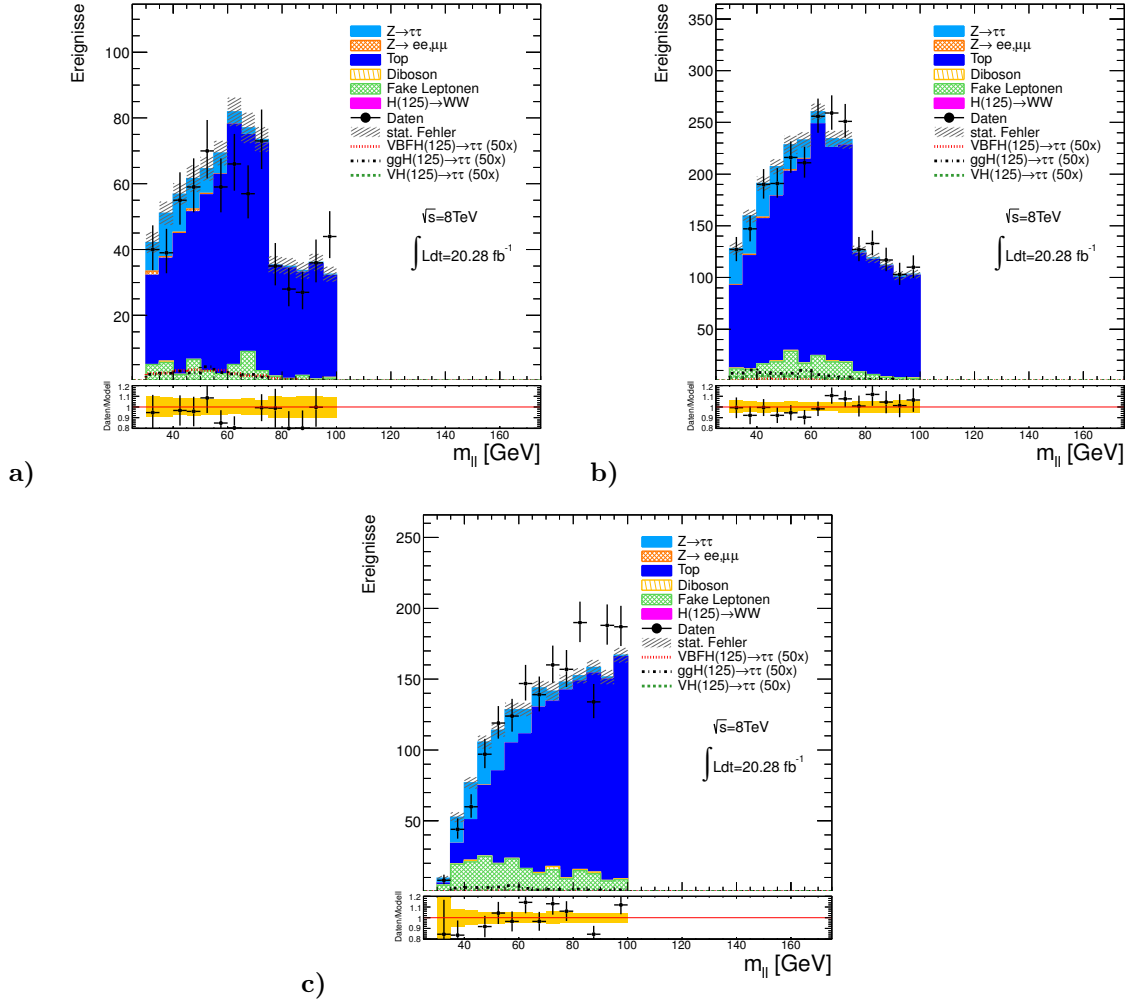 Ereignisse
100
80
60
40
20
Z→ττ
Z→ ee,μμ
Top
Diboson
Fake Leptonen
H(125)→WW
Daten
stat. Fehler
VBFH(125)→ττ (50x)
ggH(125)→ττ (50x)
VH(125)→ττ (50x)
√s=8TeV
∫ Ldt=20.28 fb⁻¹
Daten/Modell
1.2
1.1
1
0.9
0.8
40 60 80 100 120 140 160
m_ll [GeV]
a)
Ereignisse
350
300
250
200
150
100
50
Z→ττ
Z→ ee,μμ
Top
Diboson
Fake Leptonen
H(125)→WW
Daten
stat. Fehler
VBFH(125)→ττ (50x)
ggH(125)→ττ (50x)
VH(125)→ττ (50x)
√s=8TeV
∫ Ldt=20.28 fb⁻¹
Daten/Modell
1.2
1.1
1
0.9
0.8
40 60 80 100 120 140 160
m_ll [GeV]
b)
Ereignisse
250
200
150
100
50
Z→ττ
Z→ ee,μμ
Top
Diboson
Fake Leptonen
H(125)→WW
Daten
stat. Fehler
VBFH(125)→ττ (50x)
ggH(125)→ττ (50x)
VH(125)→ττ (50x)
√s=8TeV
∫ Ldt=20.28 fb⁻¹
Daten/Modell
1.2
1.1
1
0.9
0.8
40 60 80 100 120 140 160
m_ll [GeV]
c)